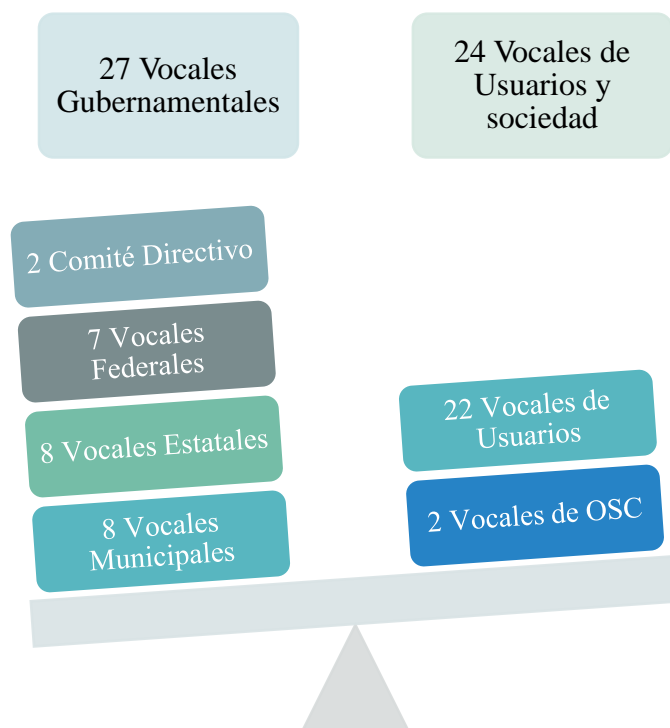 27 Vocales
Gubernamentales
24 Vocales de
Usuarios y
sociedad
2 Comité Directivo
7 Vocales
Federales
8 Vocales Estatales
8 Vocales
Municipales
22 Vocales de
Usuarios
2 Vocales de OSC